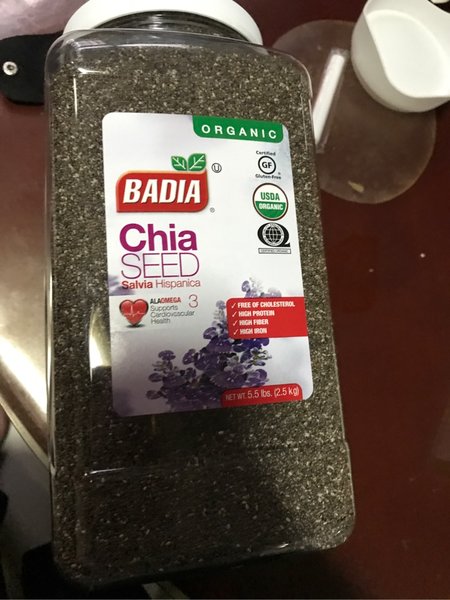 ORGANIC
BADIA
®
U
Certified
GF
Gluten-Free
USDA
ORGANIC
Chia
SEED
Salvia Hispanica
ALAOMEGA 3
Supports
Cardiovascular
Health
✓ FREE OF CHOLESTEROL
✓ HIGH PROTEIN
✓ HIGH FIBER
✓ HIGH IRON
NET WT. 5.5 lbs. (2.5 kg)